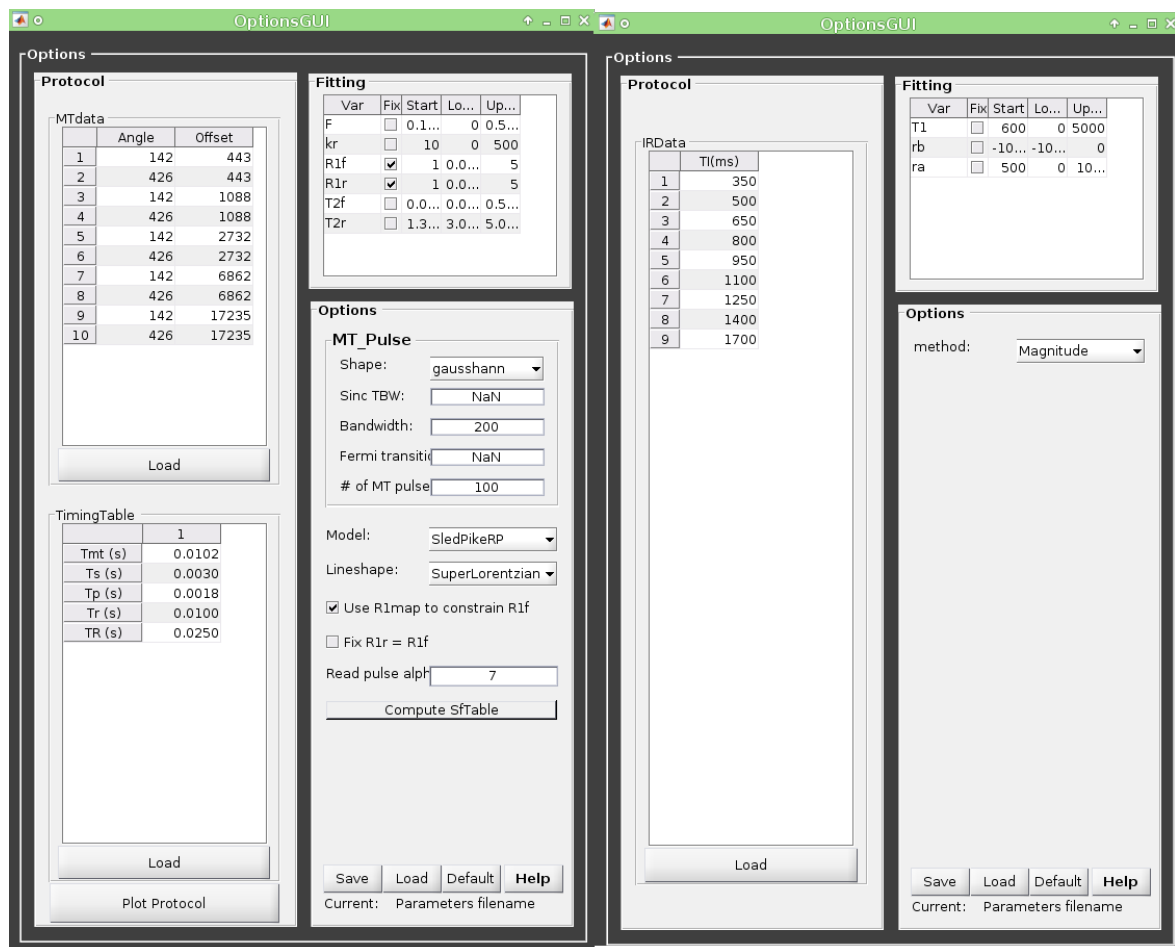 OptionsGUI
Options
Protocol
MTdata
Angle Offset
1 142 443
2 426 443
3 142 1088
4 426 1088
5 142 2732
6 426 2732
7 142 6862
8 426 6862
9 142 17235
10 426 17235
Load
TimingTable
1
Tmt (s) 0.0102
Ts (s) 0.0030
Tp (s) 0.0018
Tr (s) 0.0100
TR (s) 0.0250
Load
Plot Protocol
Fitting
Var Fix Start Lo... Up...
F 0.1... 0 0.5...
kr 10 0 500
R1f 1 0.0... 5
R1r 1 0.0... 5
T2f 0.0... 0.0... 0.5...
T2r 1.3... 3.0... 5.0...
Options
MT_Pulse
Shape: gausshann
Sinc TBW: NaN
Bandwidth: 200
Fermi transitic NaN
# of MT pulse 100
Model: SledPikeRP
Lineshape: SuperLorentzian
Use R1map to constrain R1f
Fix R1r = R1f
Read pulse alph 7
Compute SfTable
Save Load Default Help
Current: Parameters filename
OptionsGUI
Options
Protocol
IRData
TI(ms)
1 350
2 500
3 650
4 800
5 950
6 1100
7 1250
8 1400
9 1700
Load
Fitting
Var Fix Start Lo... Up...
T1 600 0 5000
rb -10... -10... 0
ra 500 0 10...
Options
method: Magnitude
Save Load Default Help
Current: Parameters filename